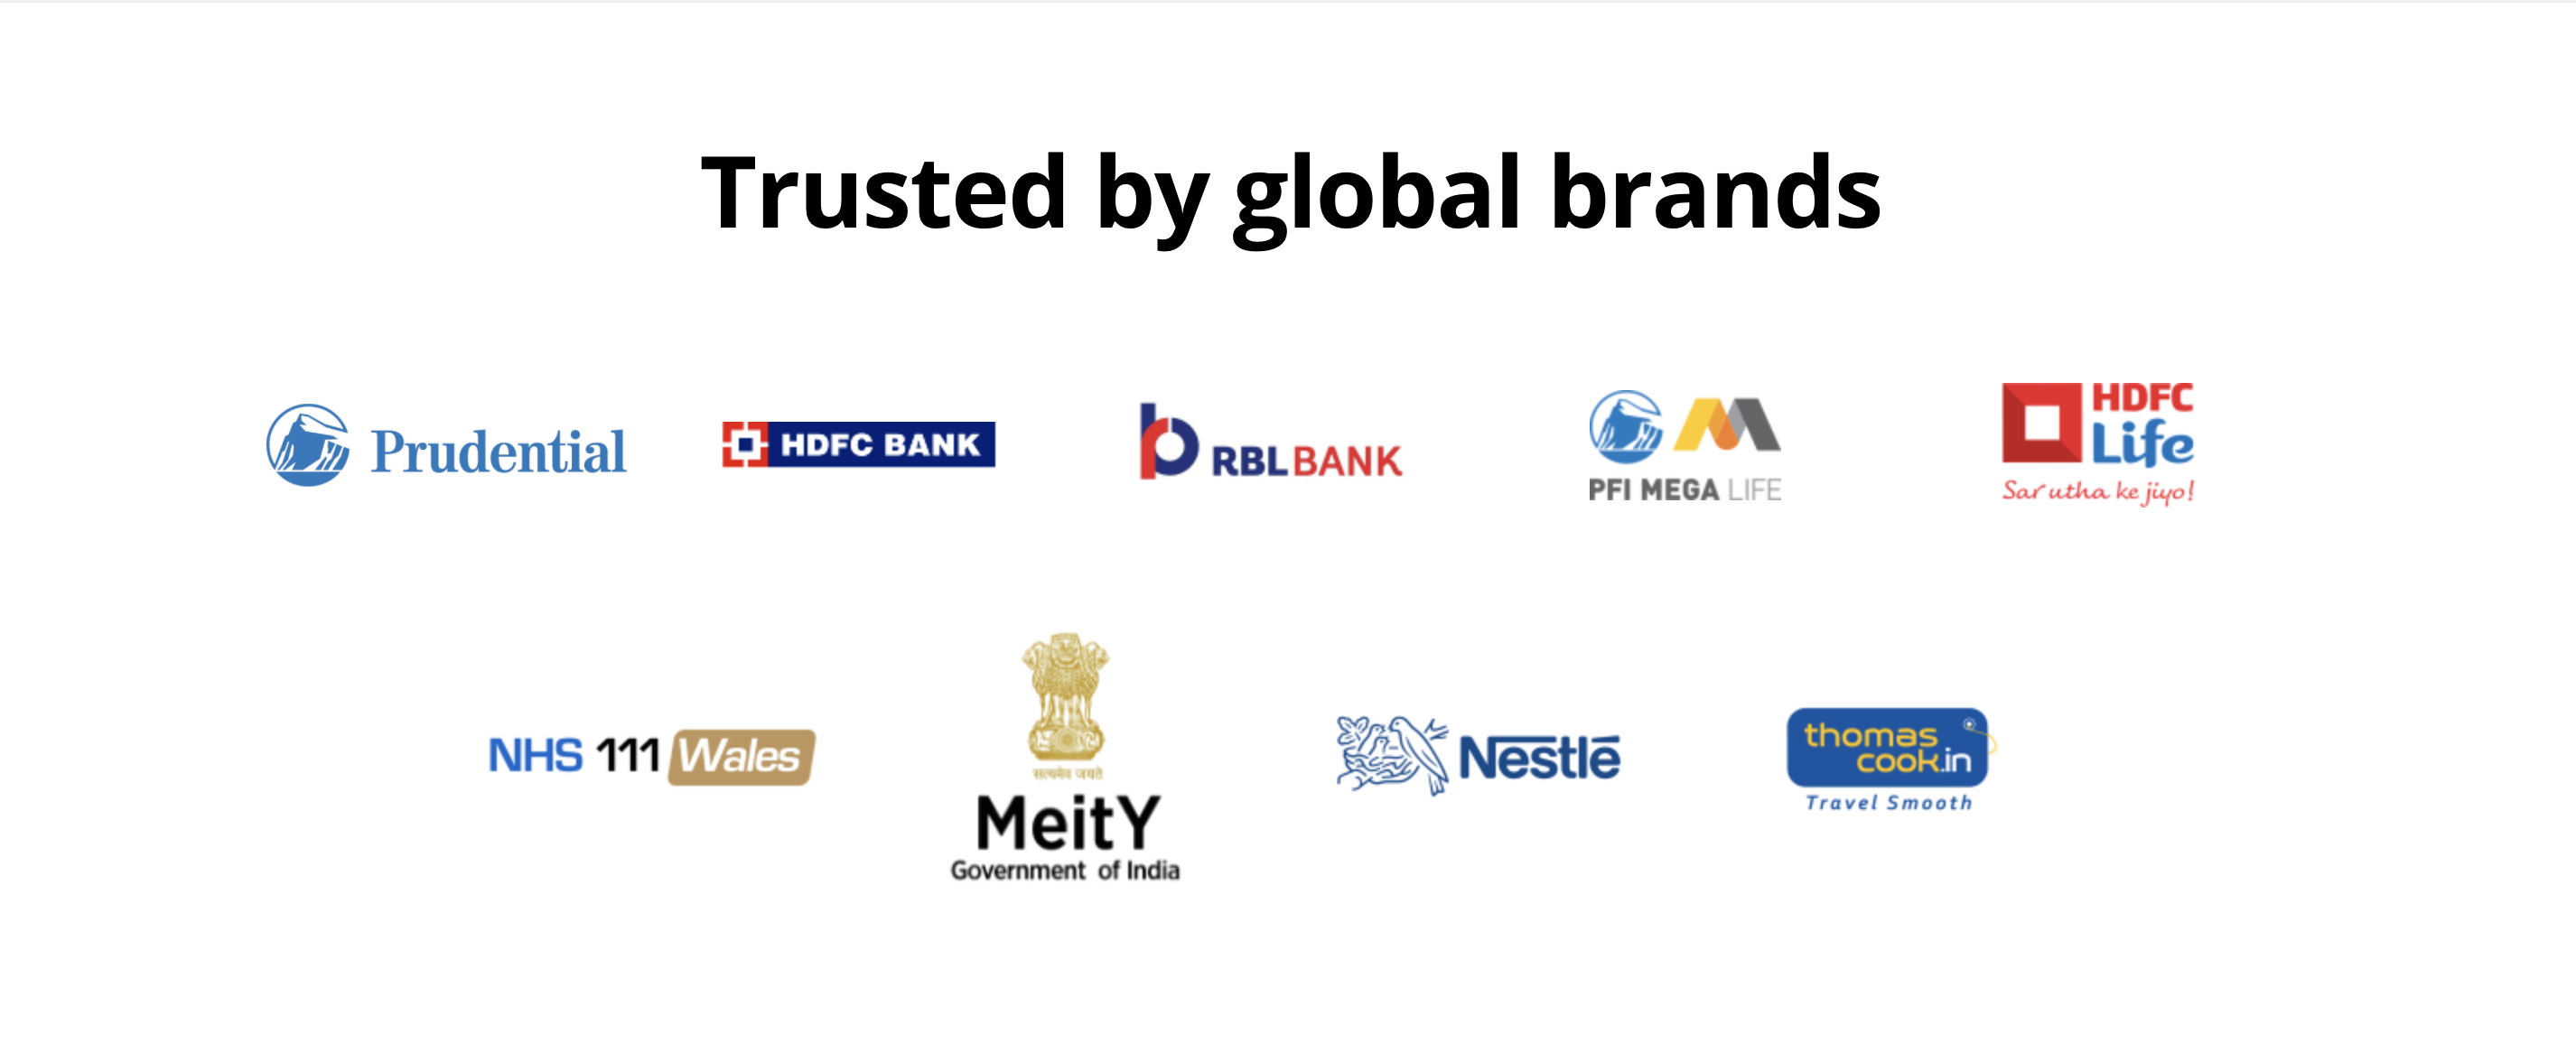 Trusted by global brands
Prudential
HDFC BANK
RBL BANK
PFI MEGA LIFE
HDFC
Life
Sar utha ke jiyo!
NHS 111 Wales
सत्यमेव जयते
MeitY
Government of India
Nestlé
thomas
cook.in
Travel Smooth